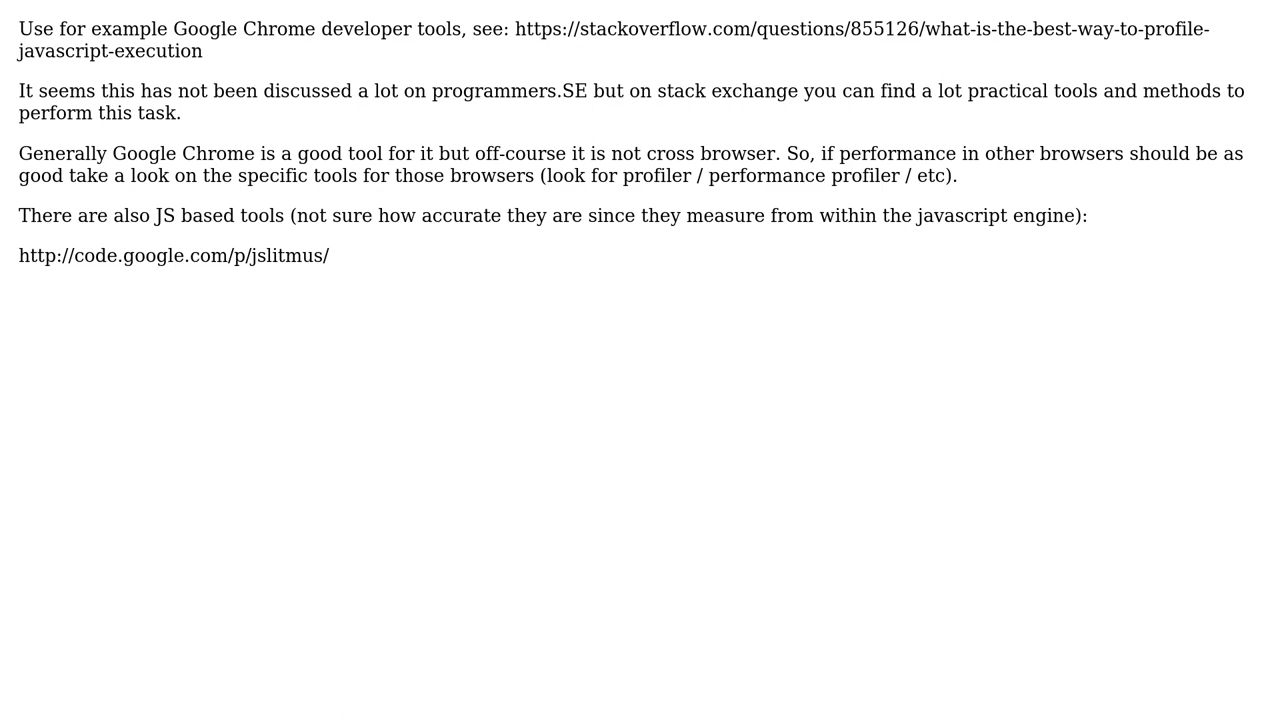 Use for example Google Chrome developer tools, see: https://stackoverflow.com/questions/855126/what-is-the-best-way-to-profile-
javascript-execution
It seems this has not been discussed a lot on programmers.SE but on stack exchange you can find a lot practical tools and methods to
perform this task.
Generally Google Chrome is a good tool for it but off-course it is not cross browser. So, if performance in other browsers should be as
good take a look on the specific tools for those browsers (look for profiler / performance profiler / etc).
There are also JS based tools (not sure how accurate they are since they measure from within the javascript engine):
http://code.google.com/p/jslitmus/